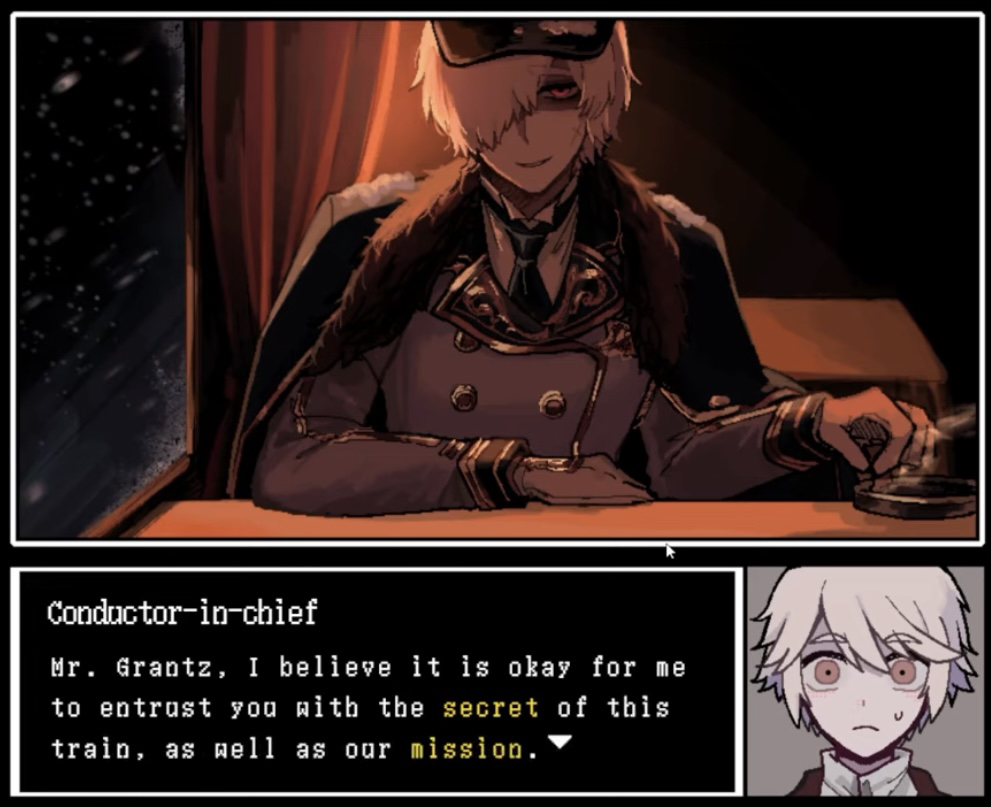 Conductor-in-chief
Mr. Grantz, I believe it is okay for me
to entrust you with the secret of this
train, as well as our mission.